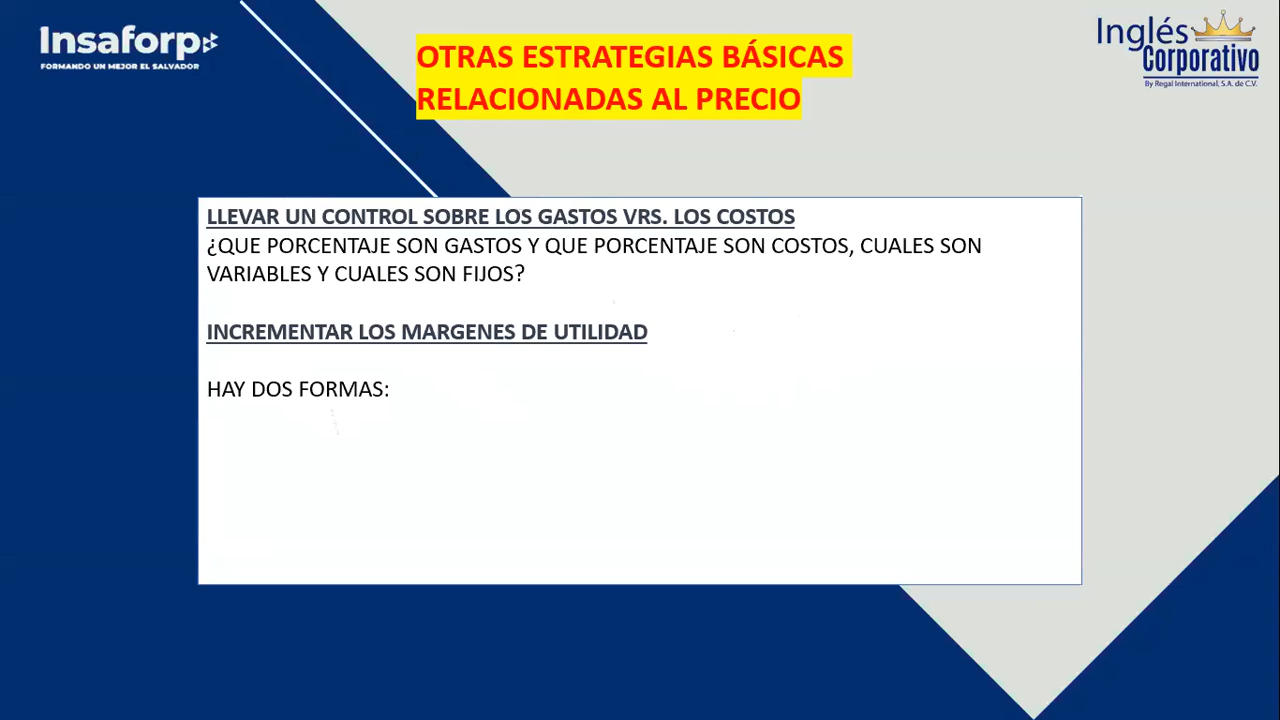 Insaforp
FORMANDO UN MEJOR EL SALVADOR
Inglés
Corporativo
By Regal International, S.A. de C.V.
OTRAS ESTRATEGIAS BÁSICAS
RELACIONADAS AL PRECIO
LLEVAR UN CONTROL SOBRE LOS GASTOS VRS. LOS COSTOS
¿QUE PORCENTAJE SON GASTOS Y QUE PORCENTAJE SON COSTOS, CUALES SON
VARIABLES Y CUALES SON FIJOS?
INCREMENTAR LOS MARGENES DE UTILIDAD
HAY DOS FORMAS: